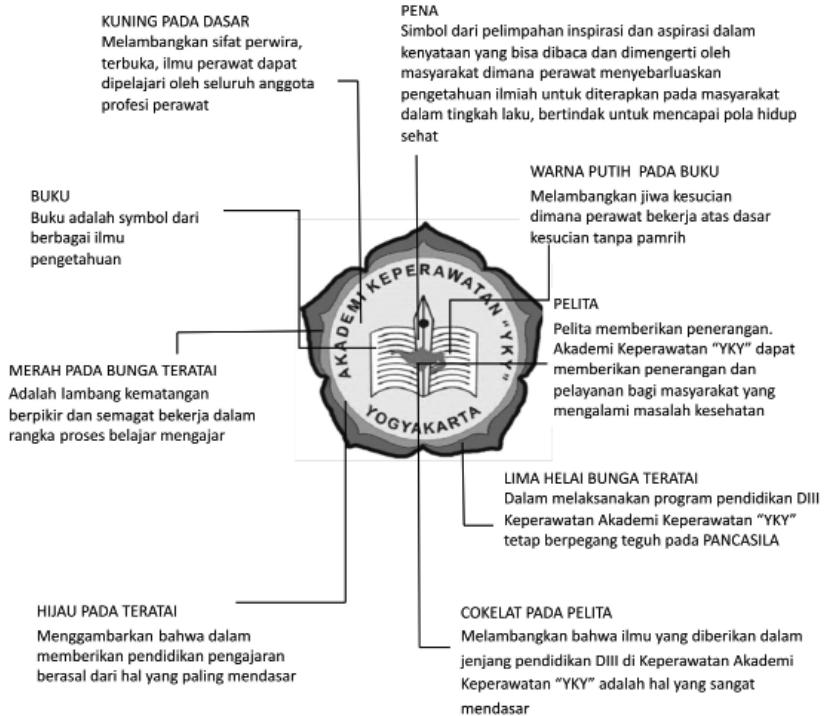 KUNING PADA DASAR
Melambangkan sifat perwira,
terbuka, ilmu perawat dapat
dipelajari oleh seluruh anggota
profesi perawat
PENA
Simbol dari pelimpahan inspirasi dan aspirasi dalam
kenyataan yang bisa dibaca dan dimengerti oleh
masyarakat dimana perawat menyebarluaskan
pengetahuan ilmiah untuk diterapkan pada masyarakat
dalam tingkah laku, bertindak untuk mencapai pola hidup
sehat
BUKU
Buku adalah symbol dari
berbagai ilmu
pengetahuan
WARNA PUTIH PADA BUKU
Melambangkan jiwa kesucian
dimana perawat bekerja atas dasar
kesucian tanpa pamrih
AKADEMI KEPERAWATAN "YKY"
YOGYAKARTA
PELITA
Pelita memberikan penerangan.
Akademi Keperawatan “YKY” dapat
memberikan penerangan dan
pelayanan bagi masyarakat yang
mengalami masalah kesehatan
MERAH PADA BUNGA TERATAI
Adalah lambang kematangan
berpikir dan semagat bekerja dalam
rangka proses belajar mengajar
LIMA HELAI BUNGA TERATAI
Dalam melaksanakan program pendidikan DIII
Keperawatan Akademi Keperawatan “YKY”
tetap berpegang teguh pada PANCASILA
HIJAU PADA TERATAI
Menggambarkan bahwa dalam
memberikan pendidikan pengajaran
berasal dari hal yang paling mendasar
COKELAT PADA PELITA
Melambangkan bahwa ilmu yang diberikan dalam
jenjang pendidikan DIII di Keperawatan Akademi
Keperawatan “YKY” adalah hal yang sangat
mendasar